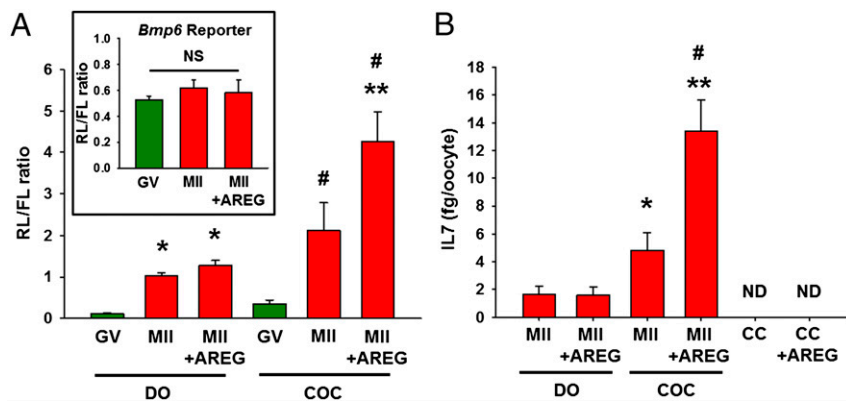 A
Bmp6 Reporter
RL/FL ratio
1.0
0.8
0.6
0.4
0.2
0.0
NS
GV MII MII
+AREG
RL/FL ratio
6
5
4
3
2
1
0
* * # #
**
GV MII MII GV MII MII
+AREG +AREG
DO COC
B
IL7 (fg/oocyte)
18
16
14
12
10
8
6
4
2
0
* #
**
ND ND
MII MII MII MII CC CC
+AREG +AREG +AREG
DO COC